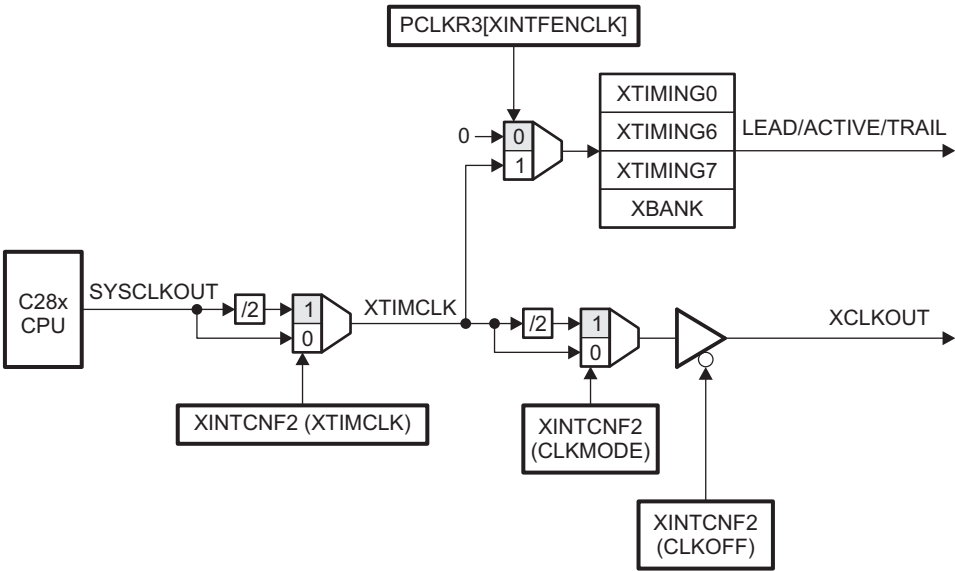 PCLKR3[XINTFENCLK]
XTIMING0
0
0
XTIMING6
LEAD/ACTIVE/TRAIL
1
XTIMING7
XBANK
C28x
CPU
SYSCLKOUT
/2
1
0
XTIMCLK
/2
1
0
XCLKOUT
XINTCNF2 (XTIMCLK)
XINTCNF2
(CLKMODE)
XINTCNF2
(CLKOFF)